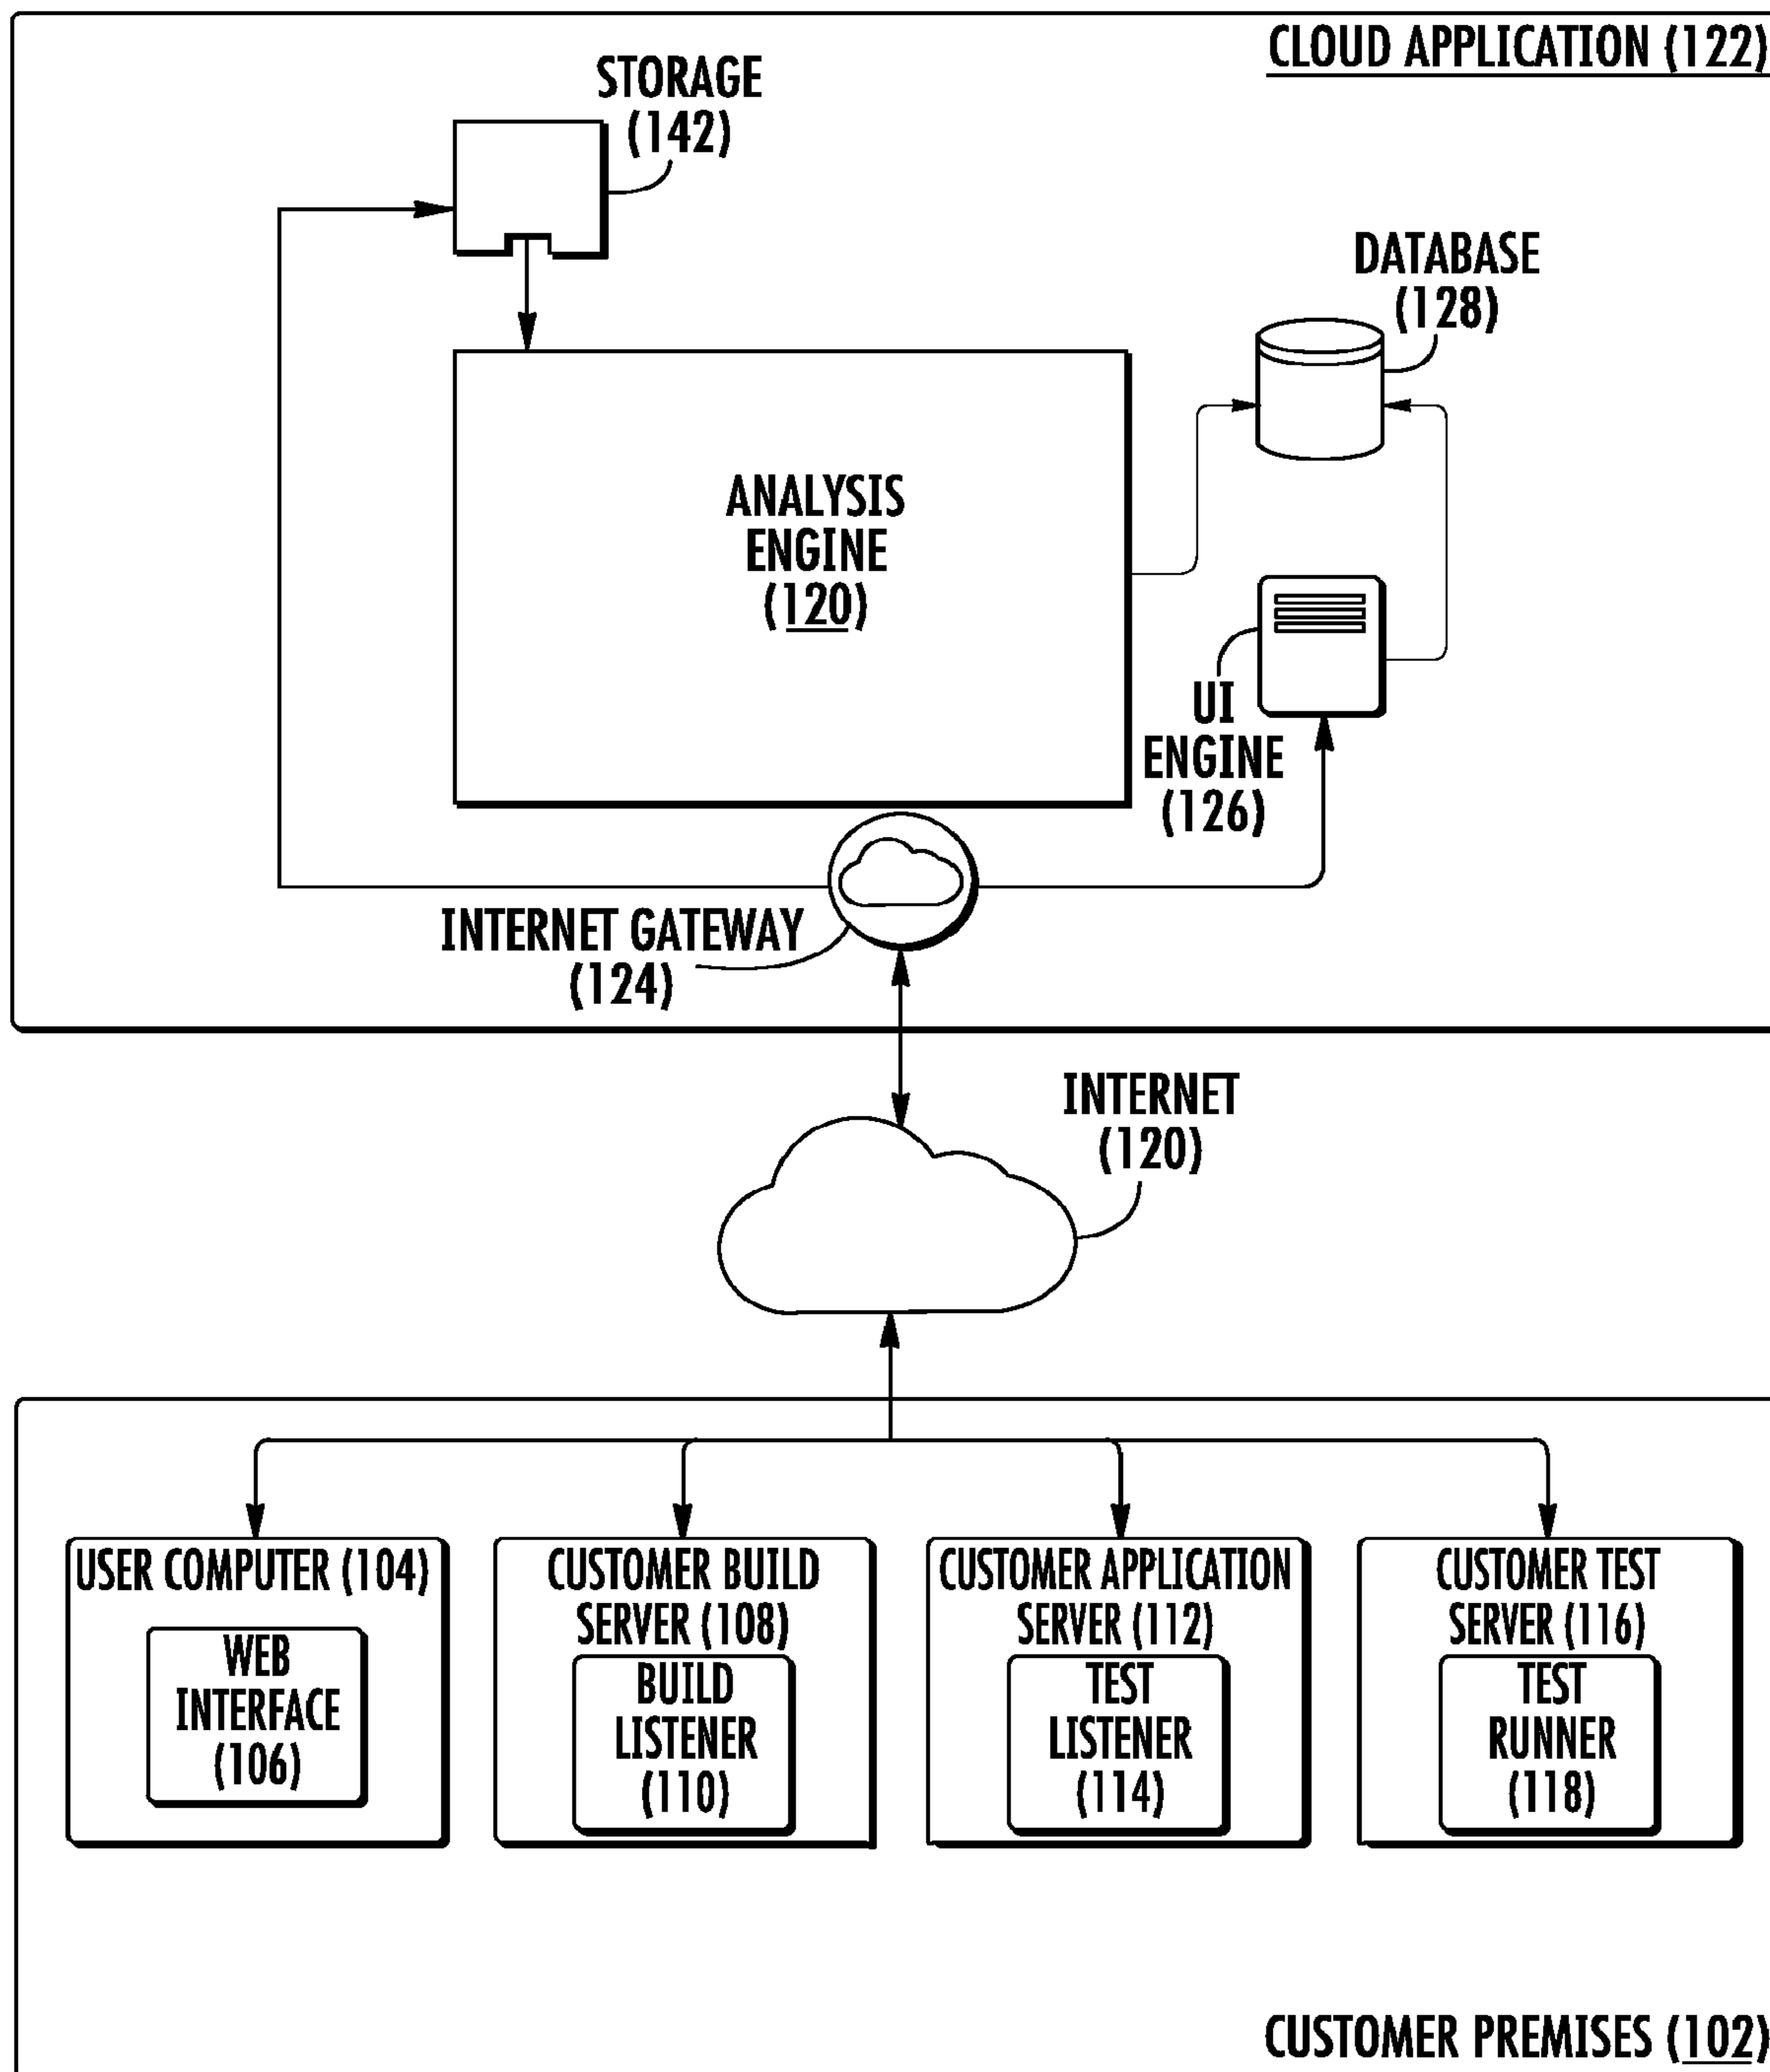 CLOUD APPLICATION (122)
STORAGE
(142)
DATABASE
(128)
ANALYSIS
ENGINE
(120)
UI
ENGINE
(126)
INTERNET GATEWAY
(124)
INTERNET
(120)
USER COMPUTER (104)
WEB
INTERFACE
(106)
CUSTOMER BUILD
SERVER (108)
BUILD
LISTENER
(110)
CUSTOMER APPLICATION
SERVER (112)
TEST
LISTENER
(114)
CUSTOMER TEST
SERVER (116)
TEST
RUNNER
(118)
CUSTOMER PREMISES (102)